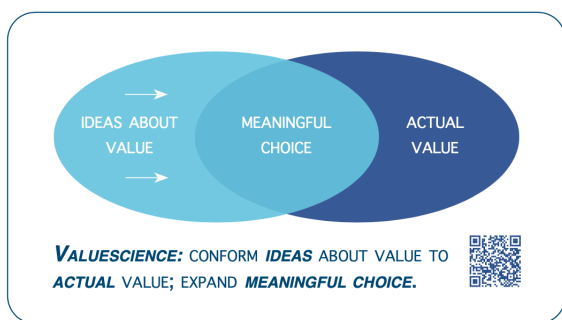 IDEAS ABOUT
VALUE
MEANINGFUL
CHOICE
ACTUAL
VALUE
VALUESCIENCE: CONFORM IDEAS ABOUT VALUE TO
ACTUAL VALUE; EXPAND MEANINGFUL CHOICE.